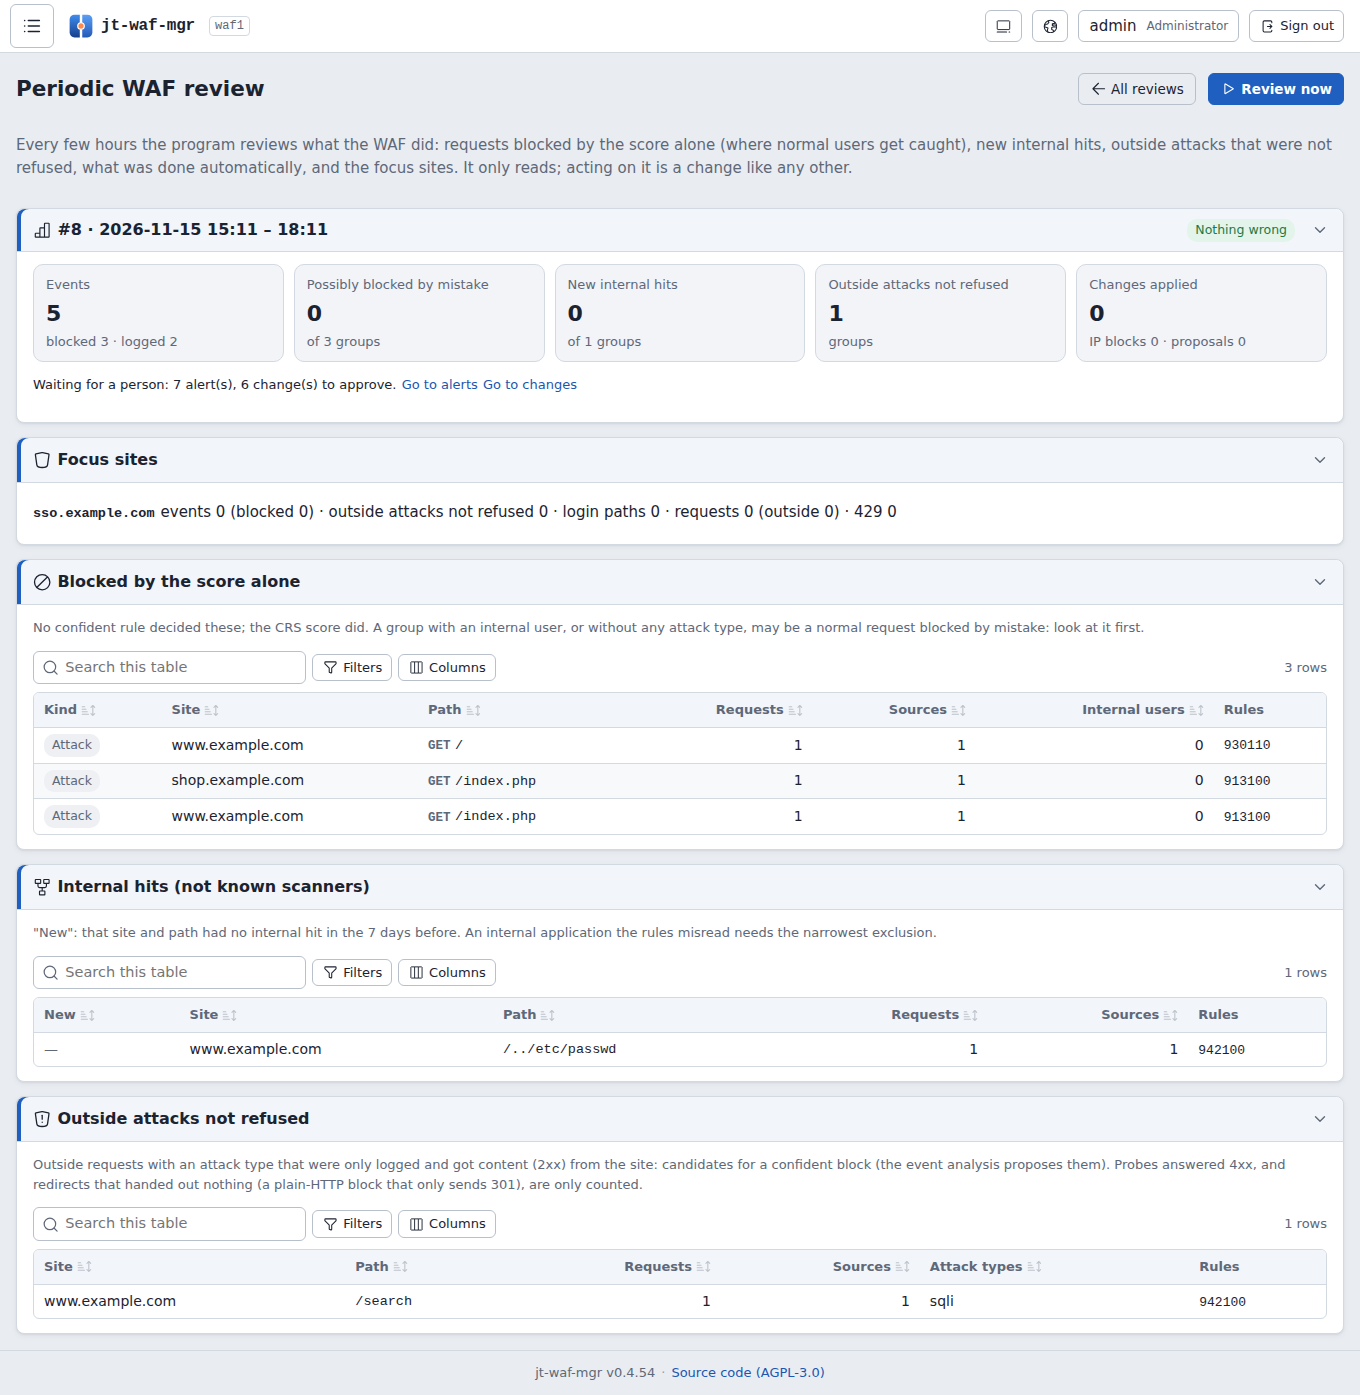 jt-waf-mgr waf1 admin Administrator Sign out
Periodic WAF review All reviews Review now
Every few hours the program reviews what the WAF did: requests blocked by the score alone (where normal users get caught), new internal hits, outside attacks that were not
refused, what was done automatically, and the focus sites. It only reads; acting on it is a change like any other.
#8 · 2026-11-15 15:11 – 18:11 Nothing wrong
Events Possibly blocked by mistake New internal hits Outside attacks not refused Changes applied
5 0 0 1 0
blocked 3 · logged 2 of 3 groups of 1 groups groups IP blocks 0 · proposals 0
Waiting for a person: 7 alert(s), 6 change(s) to approve. Go to alerts Go to changes
Focus sites
sso.example.com events 0 (blocked 0) · outside attacks not refused 0 · login paths 0 · requests 0 (outside 0) · 429 0
Blocked by the score alone
No confident rule decided these; the CRS score did. A group with an internal user, or without any attack type, may be a normal request blocked by mistake: look at it first.
Search this table Filters Columns 3 rows
Kind Site Path Requests Sources Internal users Rules
Attack www.example.com GET / 1 1 0 930110
Attack shop.example.com GET /index.php 1 1 0 913100
Attack www.example.com GET /index.php 1 1 0 913100
Internal hits (not known scanners)
"New": that site and path had no internal hit in the 7 days before. An internal application the rules misread needs the narrowest exclusion.
Search this table Filters Columns 1 rows
New Site Path Requests Sources Rules
— www.example.com /../etc/passwd 1 1 942100
Outside attacks not refused
Outside requests with an attack type that were only logged and got content (2xx) from the site: candidates for a confident block (the event analysis proposes them). Probes answered 4xx, and
redirects that handed out nothing (a plain-HTTP block that only sends 301), are only counted.
Search this table Filters Columns 1 rows
Site Path Requests Sources Attack types Rules
www.example.com /search 1 1 sqli 942100
jt-waf-mgr v0.4.54 · Source code (AGPL-3.0)